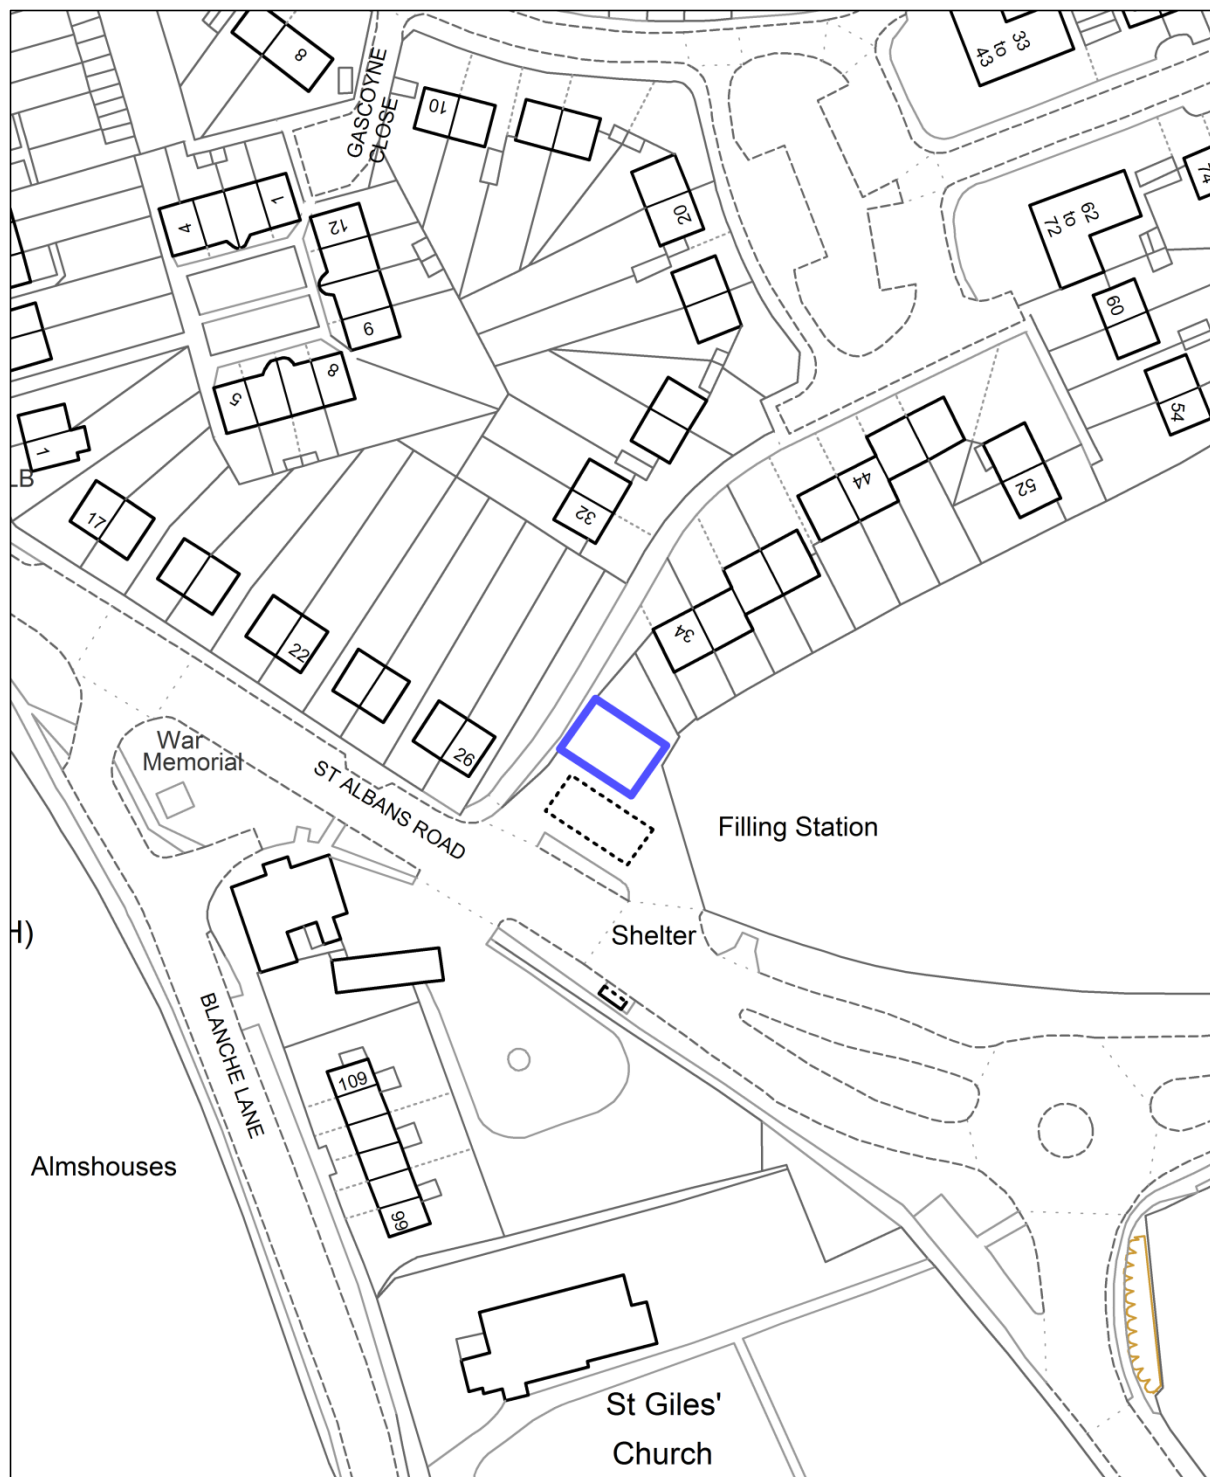 33
to
43
8
GASCOYNE
CLOSE
10
74
20
62
to
72
1
4
12
60
9
8
5
54
1
LB
44
52
17
32
22
34
26
War
Memorial
ST ALBANS ROAD
Filling Station
H)
Shelter
BLANCHE LANE
109
Almshouses
99
St Giles'
Church